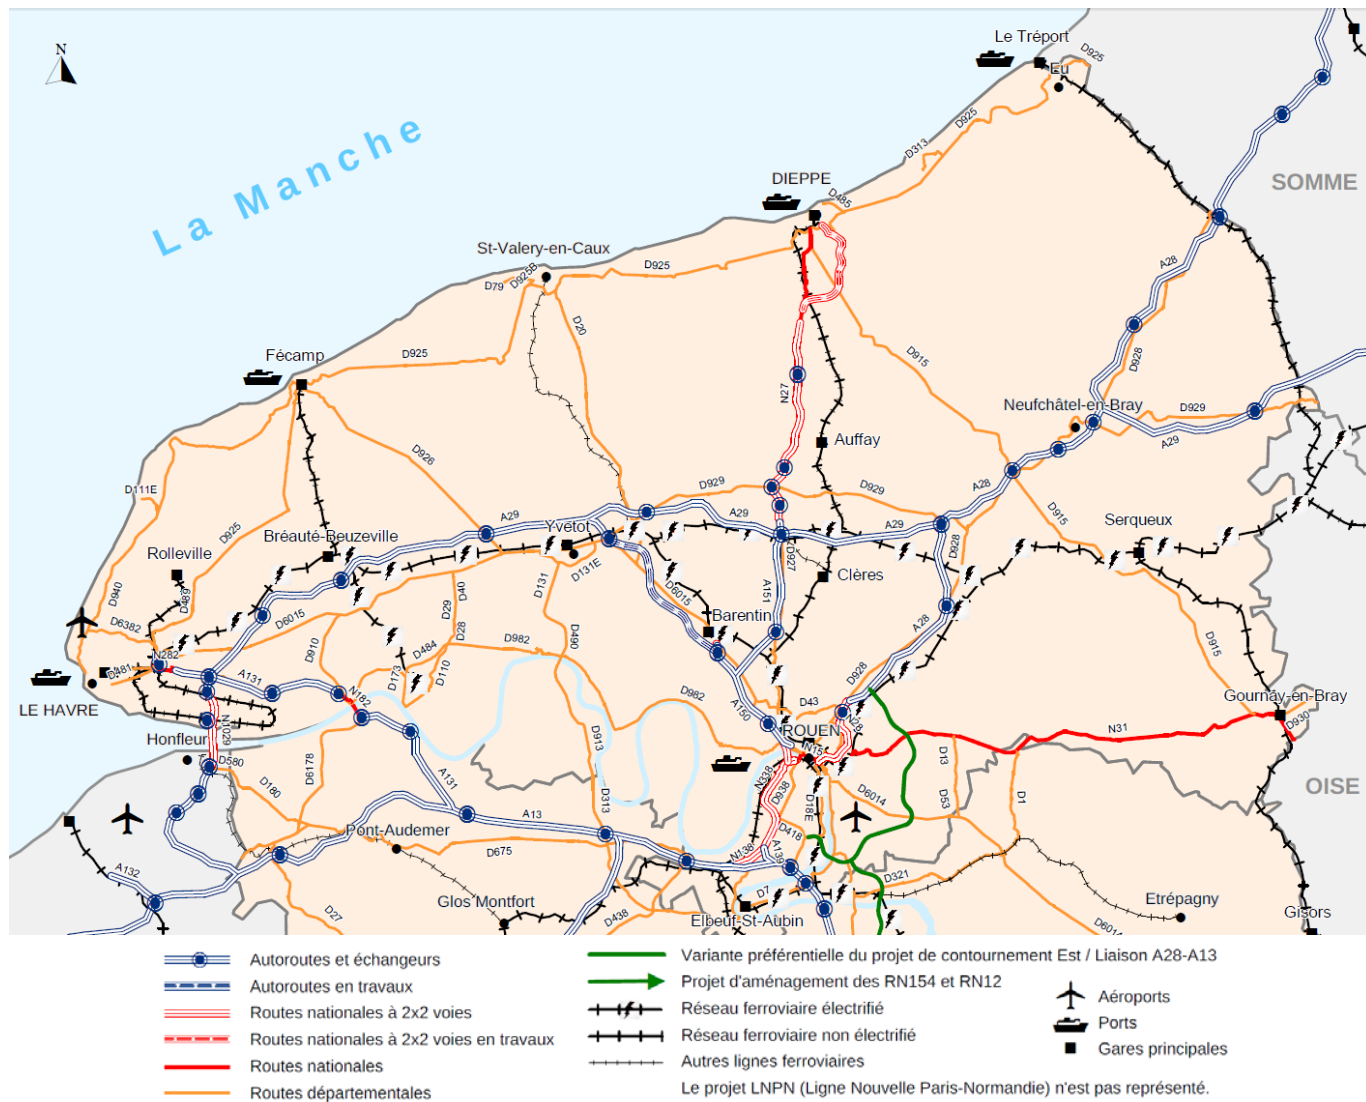 N
Le Tréport
D925
Eu
D925
D313
SOMME
La Manche
DIEPPE
D485
St-Valery-en-Caux
D925B
D925
D79
A28
D20
D928
Fécamp
D925
D915
N27
Neufchâtel-en-Bray
D929
A29
Auffay
D926
D111E
D929
D929
A28
D925
A29
A29
A29
D915
Serqueux
Yvetot
Bréauté-Beuzeville
Rolleville
D927
D928
D131E
D131
Clères
D940
D489
D40
D6015
A151
D29
D6015
Barentin
A28
D6382
D910
D28
D982
D490
D484
D915
N282
D481
A131
D173
D110
D928
D982
Gournay-en-Bray
LE HAVRE
N182
D43
A150
N28
D930
N1029
ROUEN
N31
Honfleur
N15
D913
D13
D580
D6178
N338
OISE
D180
A131
D938
D18E
D6014
D53
D1
A13
D313
Pont-Audemer
D418
D675
N138
A139
A132
D321
D7
Glos Montfort
Etrépagny
D27
D438
Elbeuf-St-Aubin
D6014
Gisors
Autoroutes et échangeurs
Autoroutes en travaux
Routes nationales à 2x2 voies
Routes nationales à 2x2 voies en travaux
Routes nationales
Routes départementales
Variante préférentielle du projet de contournement Est / Liaison A28-A13
Projet d'aménagement des RN154 et RN12
Réseau ferroviaire électrifié
Réseau ferroviaire non électrifié
Autres lignes ferroviaires
Le projet LNPN (Ligne Nouvelle Paris-Normandie) n'est pas représenté.
Aéroports
Ports
Gares principales